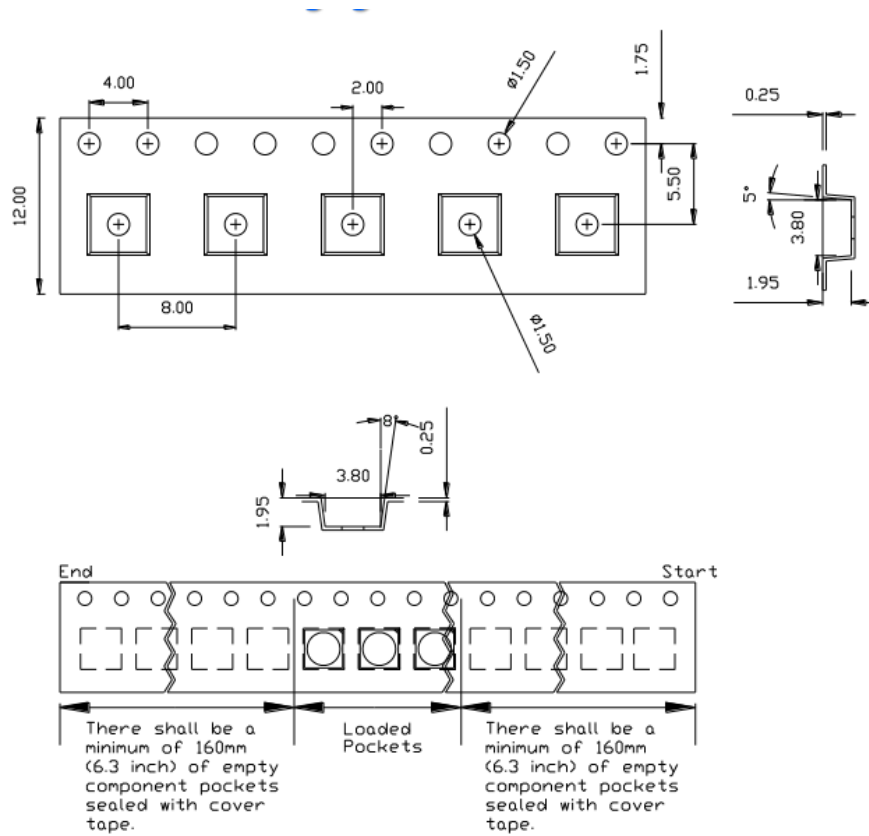 4.00
2.00
ø1.50
1.75
0.25
12.00
5.50
5°
3.80
1.95
8.00
ø1.50
8°
0.25
3.80
1.95
End
Start
There shall be a
minimum of 160mm
(6.3 inch) of empty
component pockets
sealed with cover
tape.
Loaded
Pockets
There shall be a
minimum of 160mm
(6.3 inch) of empty
component pockets
sealed with cover
tape.